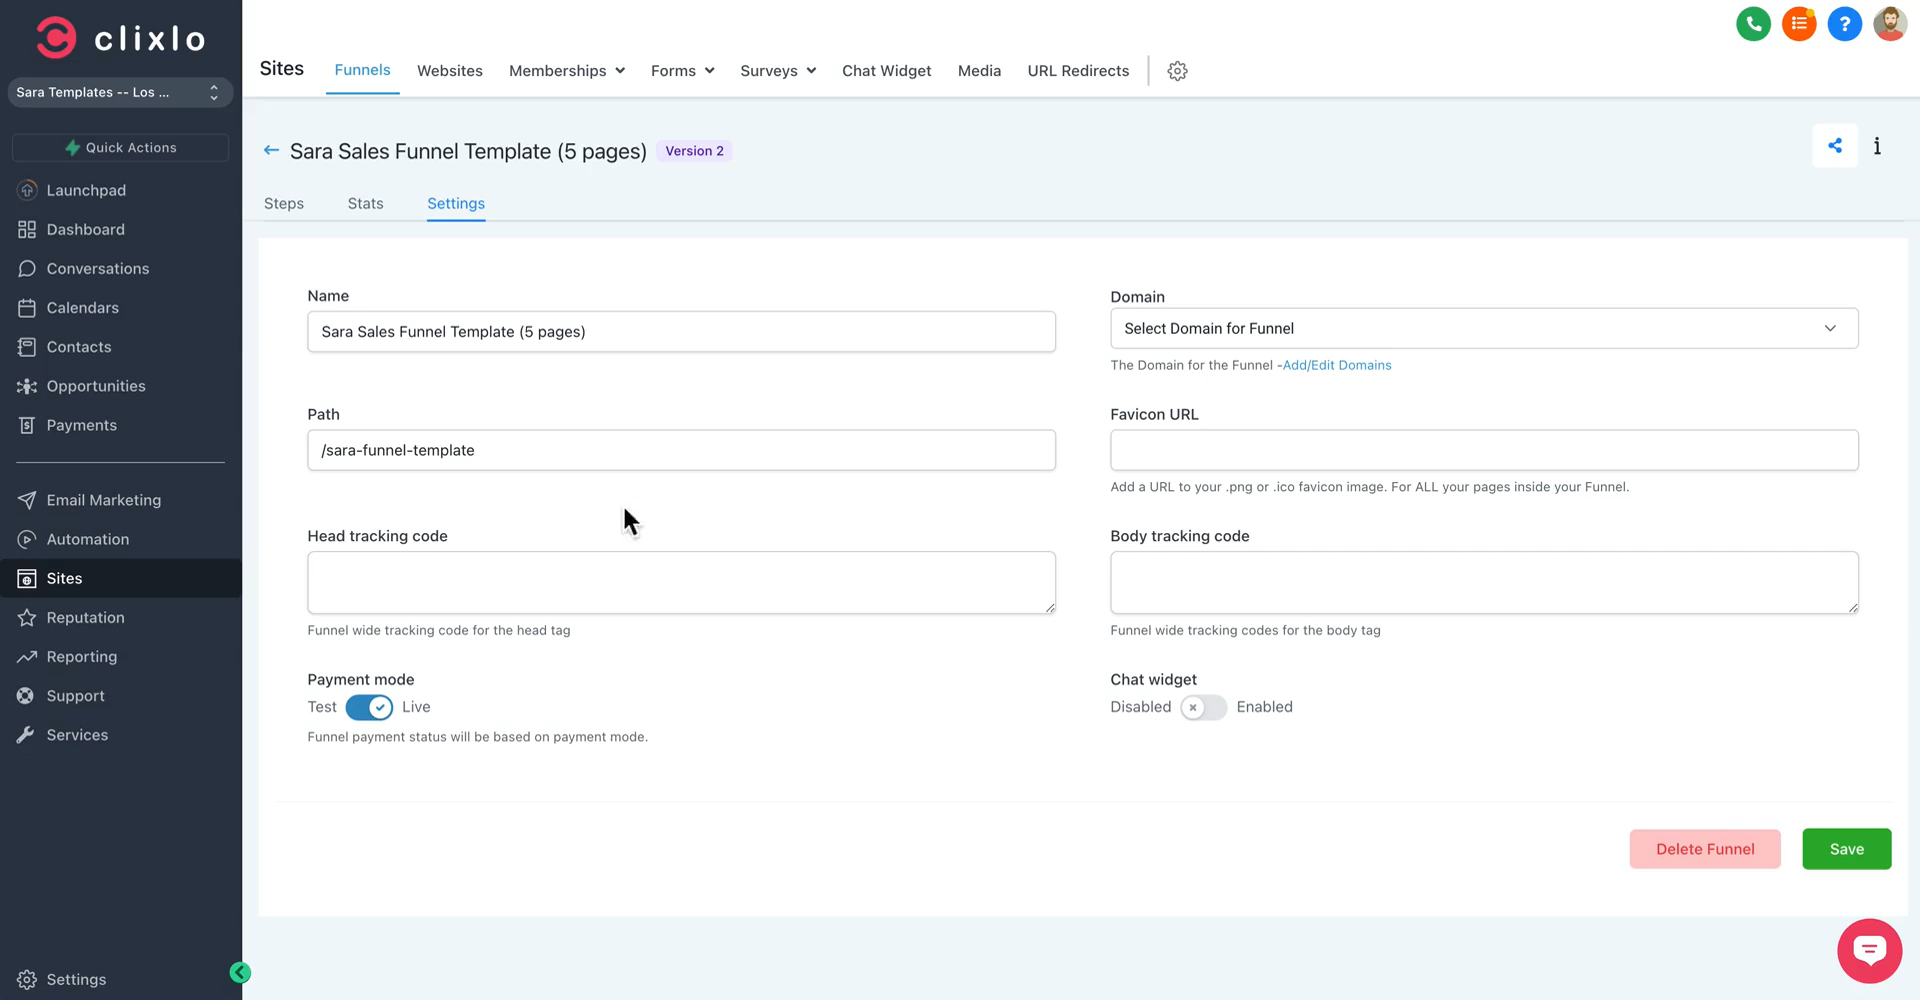 clixlo
Sara Templates -- Los ...
Quick Actions
Launchpad
Dashboard
Conversations
Calendars
Contacts
Opportunities
Payments
Email Marketing
Automation
Sites
Reputation
Reporting
Support
Services
Settings
Sites
Funnels
Websites
Memberships
Forms
Surveys
Chat Widget
Media
URL Redirects
?
Sara Sales Funnel Template (5 pages) Version 2
i
Steps
Stats
Settings
Name
Sara Sales Funnel Template (5 pages)
Domain
Select Domain for Funnel
The Domain for the Funnel -Add/Edit Domains
Path
/sara-funnel-template
Favicon URL
Add a URL to your .png or .ico favicon image. For ALL your pages inside your Funnel.
Head tracking code
Funnel wide tracking code for the head tag
Body tracking code
Funnel wide tracking codes for the body tag
Payment mode
Test Live
Funnel payment status will be based on payment mode.
Chat widget
Disabled Enabled
Delete Funnel
Save